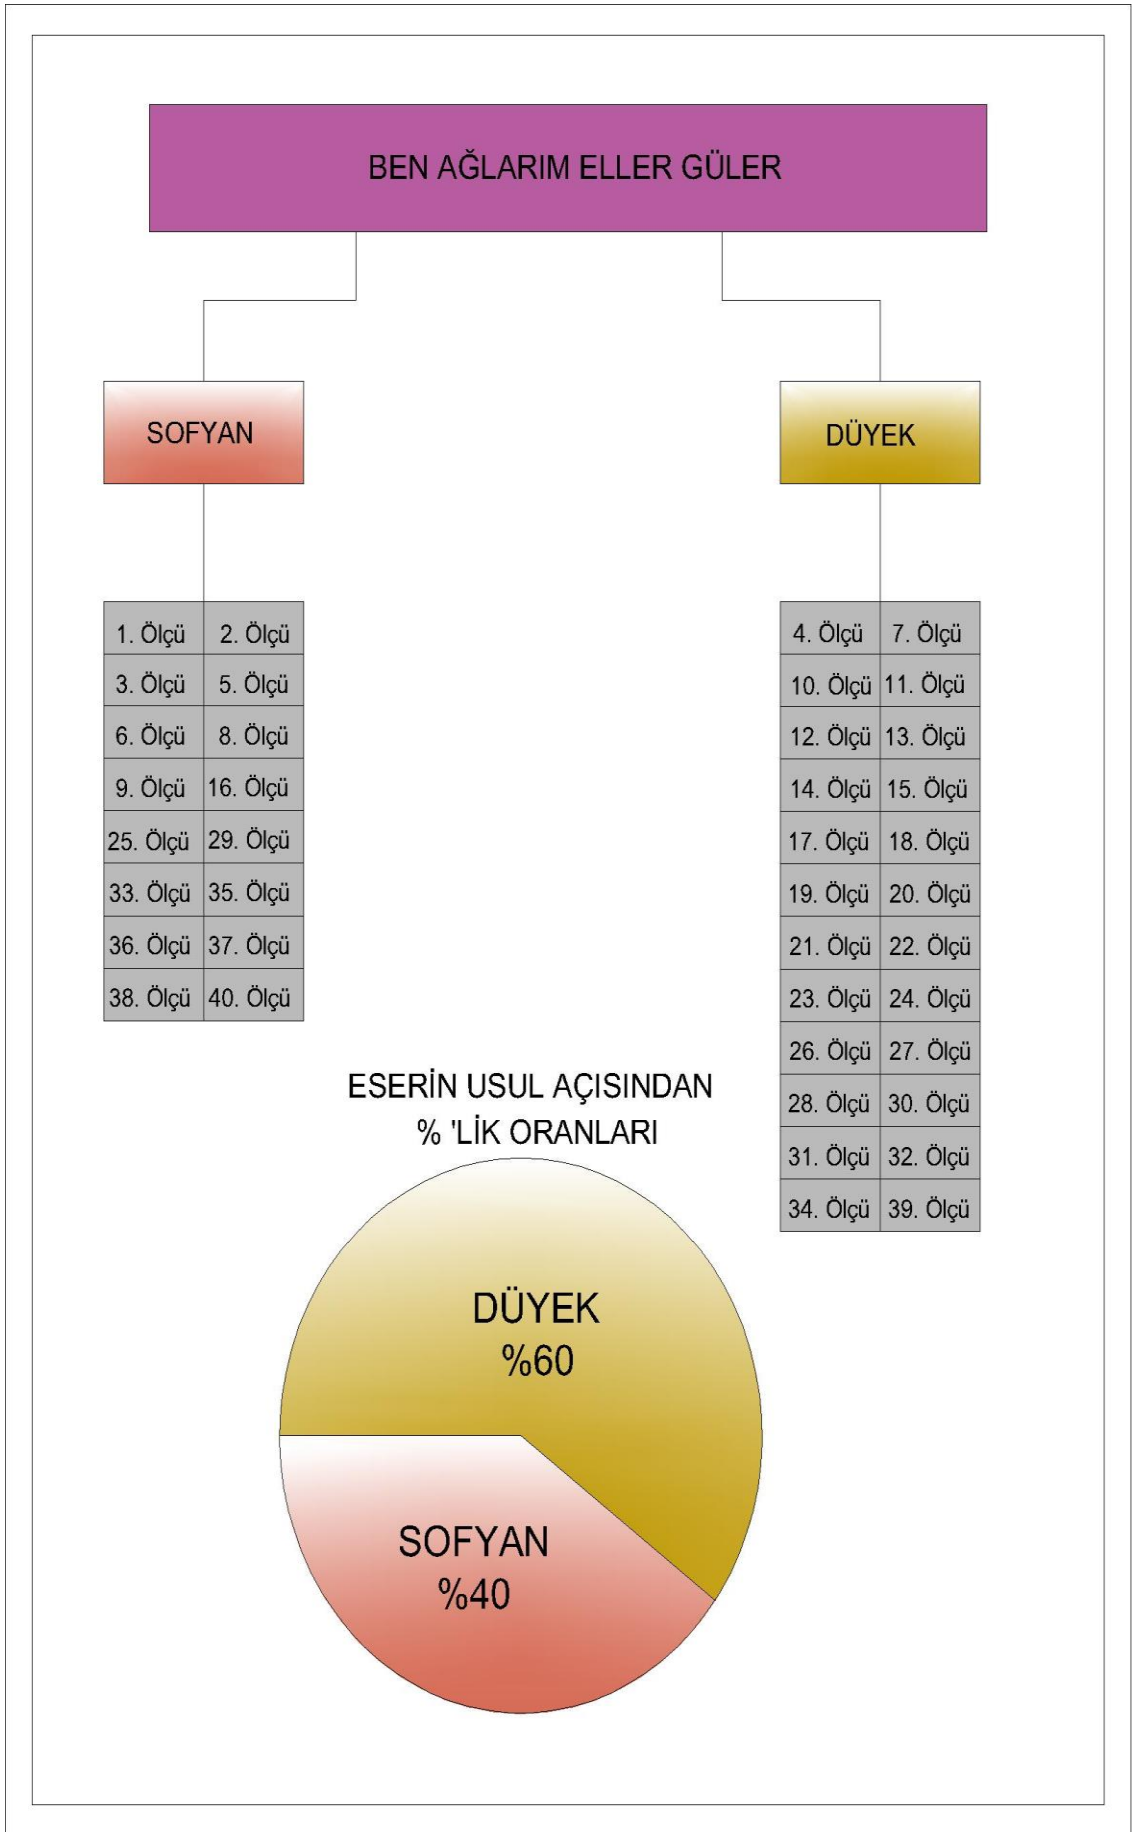 BEN AĞLARIM ELLER GÜLER
SOFYAN
DÜYEK
1. Ölçü 2. Ölçü
3. Ölçü 5. Ölçü
6. Ölçü 8. Ölçü
9. Ölçü 16. Ölçü
25. Ölçü 29. Ölçü
33. Ölçü 35. Ölçü
36. Ölçü 37. Ölçü
38. Ölçü 40. Ölçü
4. Ölçü 7. Ölçü
10. Ölçü 11. Ölçü
12. Ölçü 13. Ölçü
14. Ölçü 15. Ölçü
17. Ölçü 18. Ölçü
19. Ölçü 20. Ölçü
21. Ölçü 22. Ölçü
23. Ölçü 24. Ölçü
26. Ölçü 27. Ölçü
28. Ölçü 30. Ölçü
31. Ölçü 32. Ölçü
34. Ölçü 39. Ölçü
ESERİN USUL AÇISINDAN
% 'LİK ORANLARI
DÜYEK
%60
SOFYAN
%40